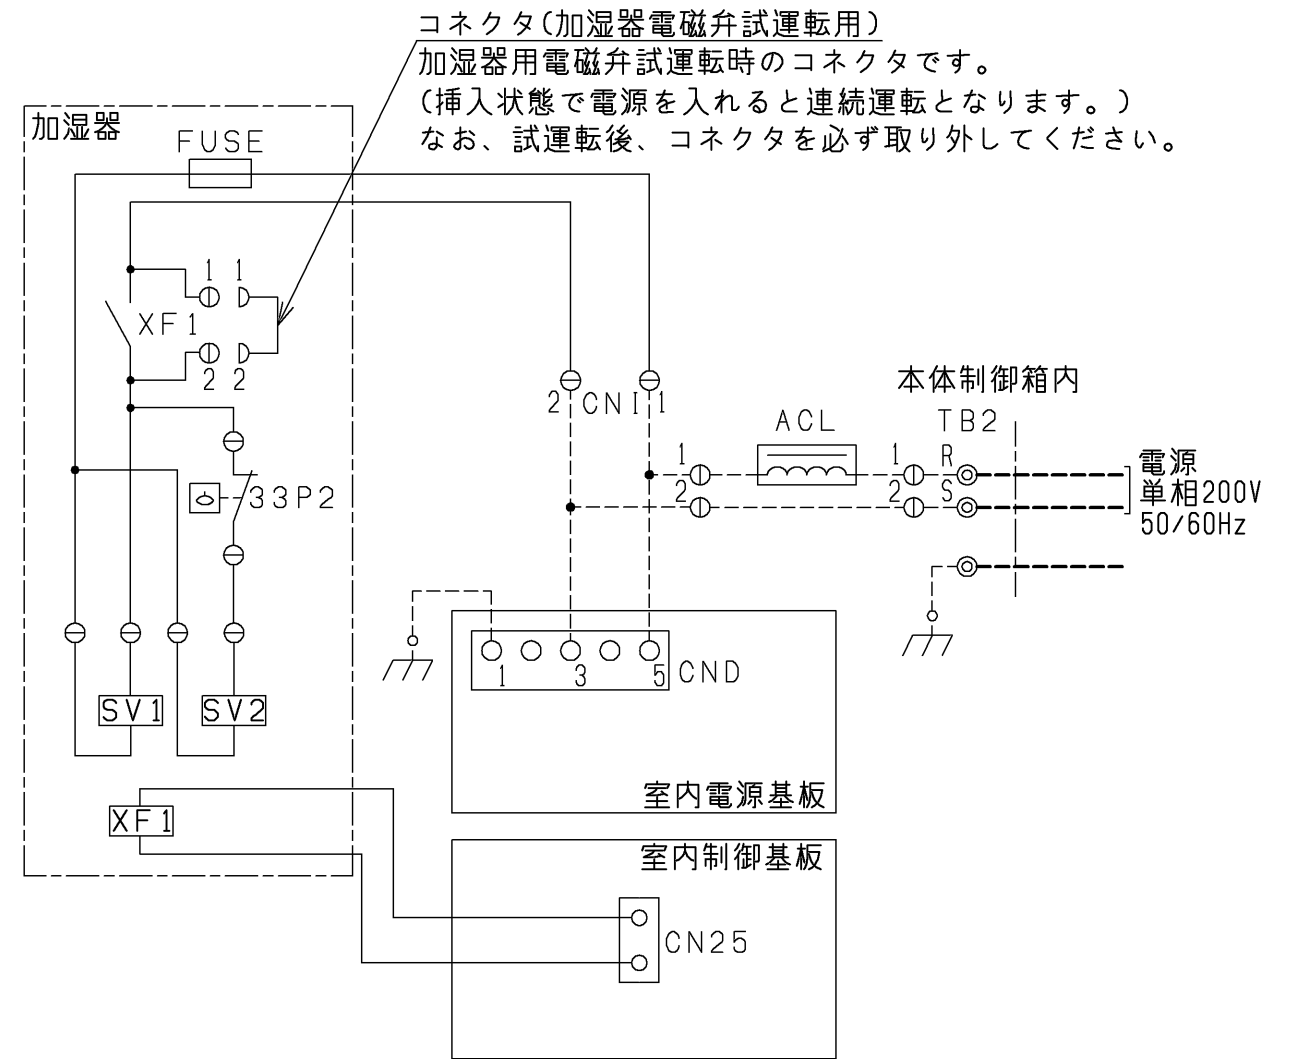 コネクタ(加湿器電磁弁試運転用)
加湿器用電磁弁試運転時のコネクタです。
(挿入状態で電源を入れると連続運転となります。)
なお、試運転後、コネクタを必ず取り外してください。
加湿器
FUSE
1 1
XF1
2 2
33P2
2 CNI 1
本体制御箱内
ACL
TB2
1
1 R
2
2 S
電源
単相200V
50/60Hz
1 3 5 CND
SV1 SV2
室内電源基板
XF1
室内制御基板
CN25